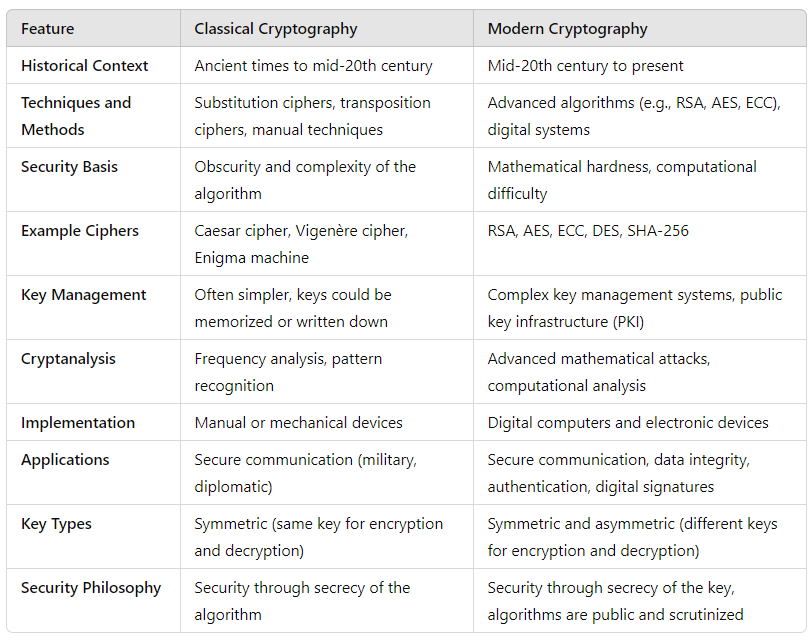 Feature Classical Cryptography Modern Cryptography
Historical Context Ancient times to mid-20th century Mid-20th century to present
Techniques and Substitution ciphers, transposition Advanced algorithms (e.g., RSA, AES, ECC),
Methods ciphers, manual techniques digital systems
Security Basis Obscurity and complexity of the Mathematical hardness, computational
algorithm difficulty
Example Ciphers Caesar cipher, Vigenère cipher, RSA, AES, ECC, DES, SHA-256
Enigma machine
Key Management Often simpler, keys could be Complex key management systems, public
memorized or written down key infrastructure (PKI)
Cryptanalysis Frequency analysis, pattern Advanced mathematical attacks,
recognition computational analysis
Implementation Manual or mechanical devices Digital computers and electronic devices
Applications Secure communication (military, Secure communication, data integrity,
diplomatic) authentication, digital signatures
Key Types Symmetric (same key for encryption Symmetric and asymmetric (different keys
and decryption) for encryption and decryption)
Security Philosophy Security through secrecy of the Security through secrecy of the key,
algorithm algorithms are public and scrutinized